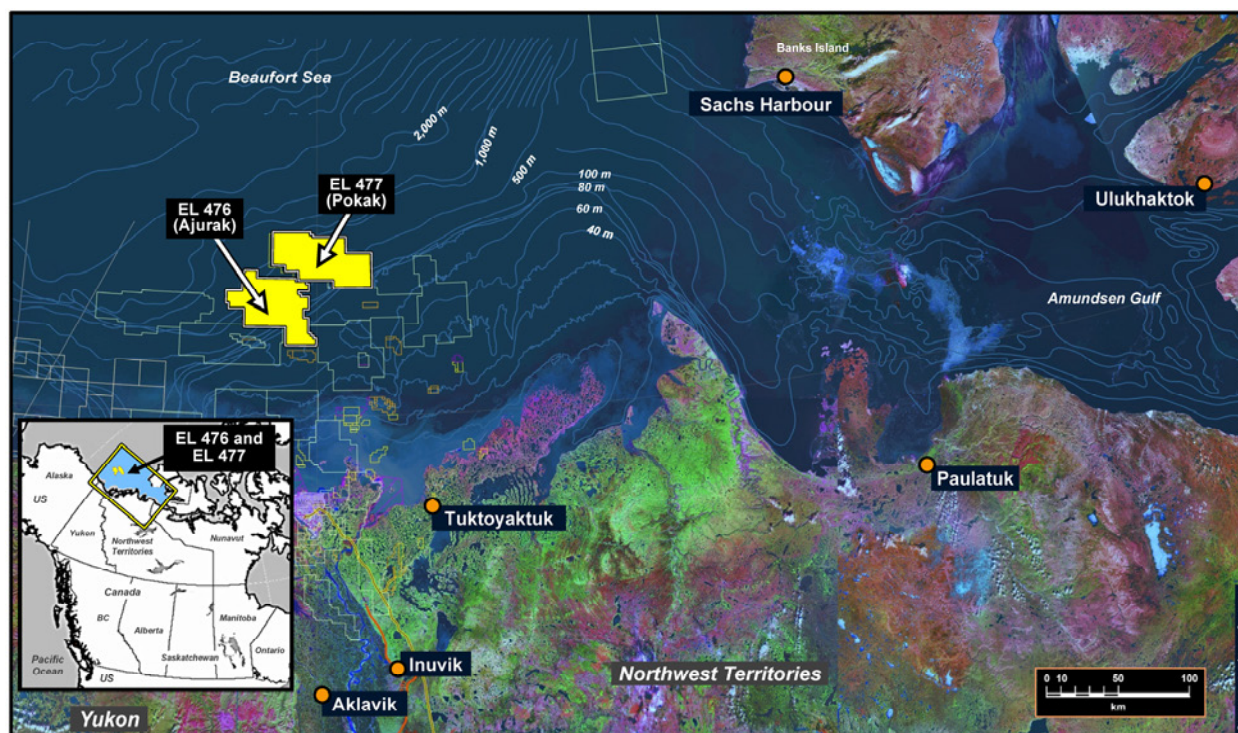 Banks Island
Beaufort Sea
Sachs Harbour
2,000 m
1,000 m
500 m
100 m
80 m
60 m
40 m
EL 477
(Pokak)
EL 476
(Ajurak)
Ulukhaktok
Amundsen Gulf
Paulatuk
Tuktoyaktuk
Inuvik
Aklavik
Northwest Territories
Yukon
0 10 50 100
km
EL 476 and
EL 477
Alaska
US
Yukon
Northwest
Territories
Nunavut
Canada
BC
Alberta
Saskatchewan
Manitoba
Ontario
Pacific
Ocean
US